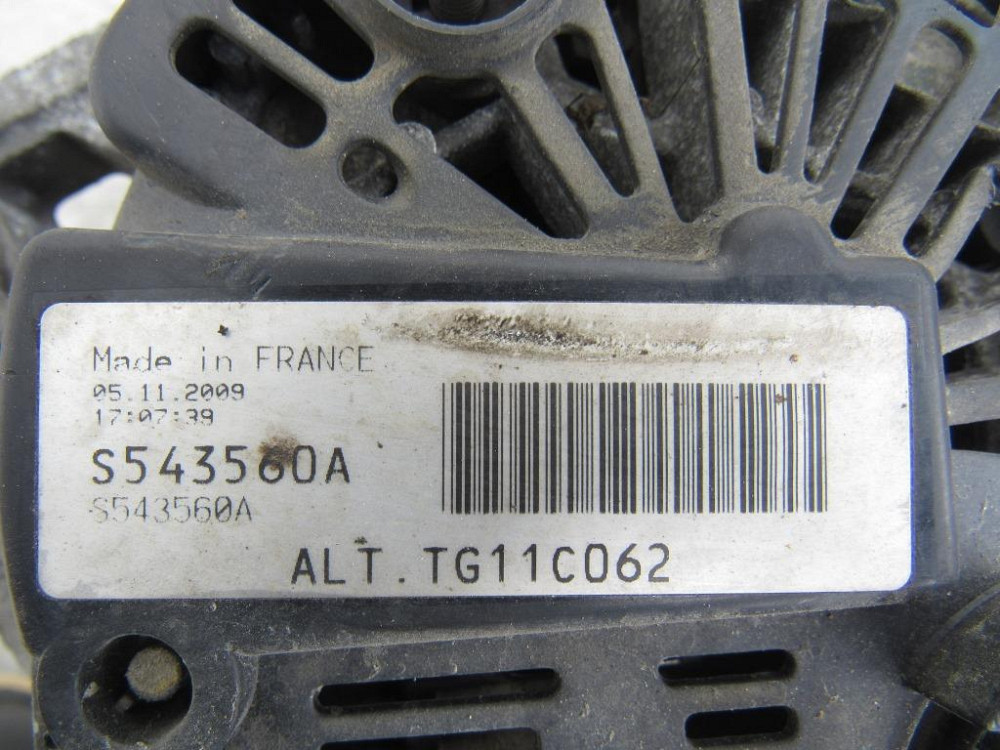 Made in FRANCE
05.11.2009
17:07:39
S543560A
S543560A
ALT. TG11C062